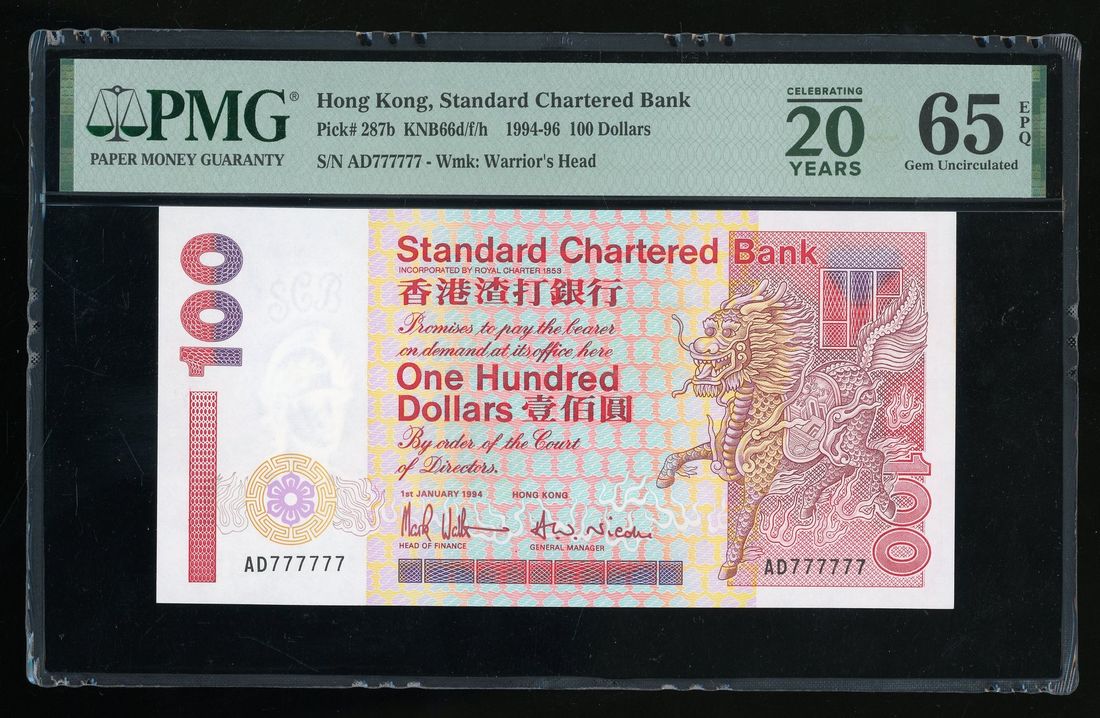 PMG®
PAPER MONEY GUARANTY
Hong Kong, Standard Chartered Bank
Pick# 287b KNB66d/f/h 1994-96 100 Dollars
S/N AD777777 - Wmk: Warrior's Head
CELEBRATING
20
YEARS
65
EPQ
Gem Uncirculated
100
SCB
Standard Chartered Bank
INCORPORATED BY ROYAL CHARTER 1853
香港渣打銀行
Promises to pay the bearer
on demand at its office here
One Hundred
Dollars 壹佰圓
By order of the Court
of Directors.
1st JANUARY 1994 HONG KONG
HEAD OF FINANCE GENERAL MANAGER
AD777777
AD777777
100